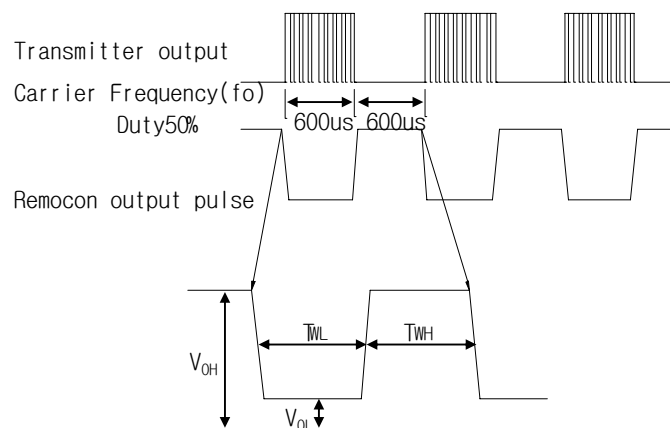 Transmitter output
Carrier Frequency(fo)
Duty50%
600us 600us
Remocon output pulse
TWL TWH
VOH
VOL